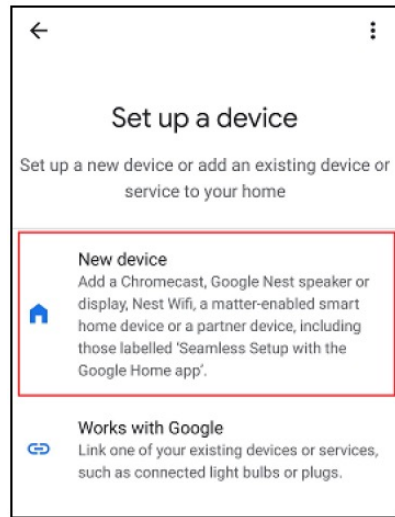 Set up a device
Set up a new device or add an existing device or
service to your home
New device
Add a Chromecast, Google Nest speaker or
display, Nest Wifi, a matter-enabled smart
home device or a partner device, including
those labelled 'Seamless Setup with the
Google Home app'.
Works with Google
Link one of your existing devices or services,
such as connected light bulbs or plugs.